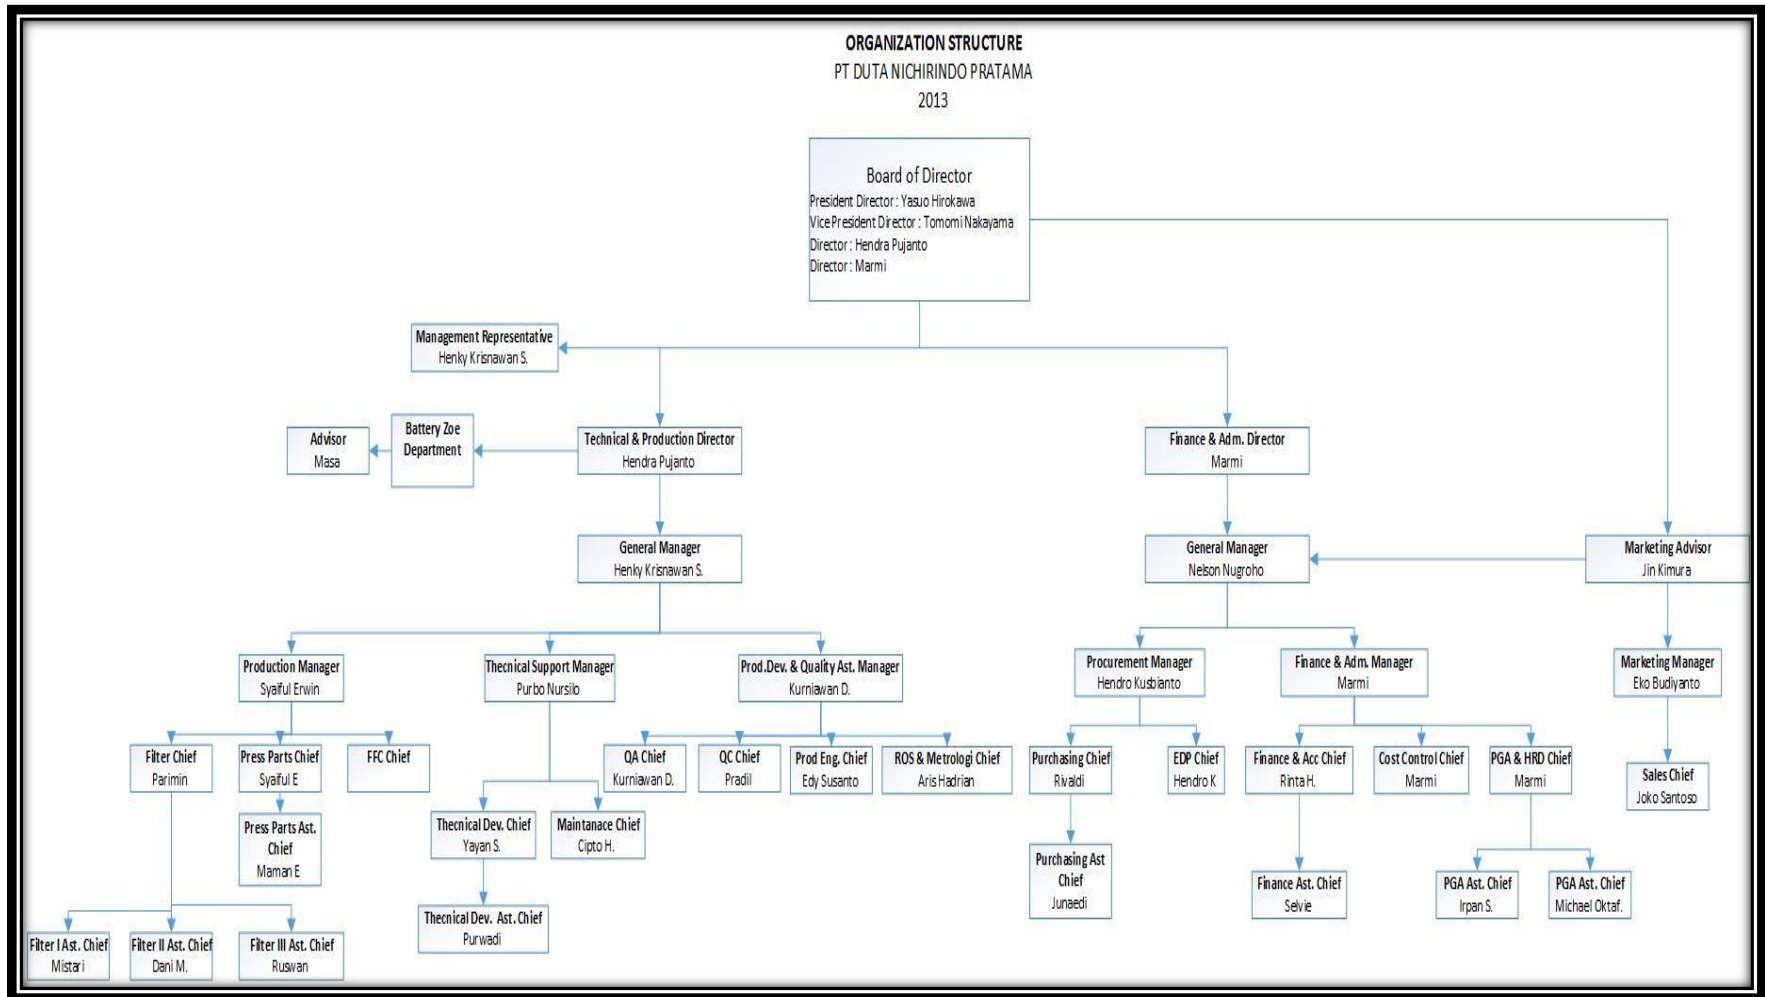 ORGANIZATION STRUCTURE
PT DUTA NICHIRINDO PRATAMA
2013
Board of Director
President Director : Yasuo Hirokawa
Vice President Director : Tomomi Nakayama
Director : Hendra Pujanto
Director : Marmi
Management Representative
Henky Krisnawan S.
Advisor
Masa
Battery Zoe
Department
Technical & Production Director
Hendra Pujanto
Finance & Adm. Director
Marmi
General Manager
Henky Krisnawan S.
General Manager
Nelson Nugroho
Marketing Advisor
Jin Kimura
Production Manager
Syaiful Erwin
Thecnical Support Manager
Purbo Nursilo
Prod.Dev. & Quality Ast. Manager
Kurniawan D.
Procurement Manager
Hendro Kusbianto
Finance & Adm. Manager
Marmi
Marketing Manager
Eko Budiyanto
Filter Chief
Parimin
Press Parts Chief
Syaiful E
FFC Chief
QA Chief
Kurniawan D.
QC Chief
Pradil
Prod Eng. Chief
Edy Susanto
ROS & Metrologi Chief
Aris Hadrian
Purchasing Chief
Rivaldi
EDP Chief
Hendro K
Finance & Acc Chief
Rinta H.
Cost Control Chief
Marmi
PGA & HRD Chief
Marmi
Sales Chief
Joko Santoso
Press Parts Ast.
Chief
Maman E
Thecnical Dev. Chief
Yayan S.
Maintanace Chief
Cipto H.
Purchasing Ast
Chief
Junaedi
Finance Ast. Chief
Selvie
PGA Ast. Chief
Irpan S.
PGA Ast. Chief
Michael Oktaf.
Thecnical Dev. Ast. Chief
Purwadi
Filter I Ast. Chief
Mistari
Filter II Ast. Chief
Dani M.
Filter III Ast. Chief
Ruswan